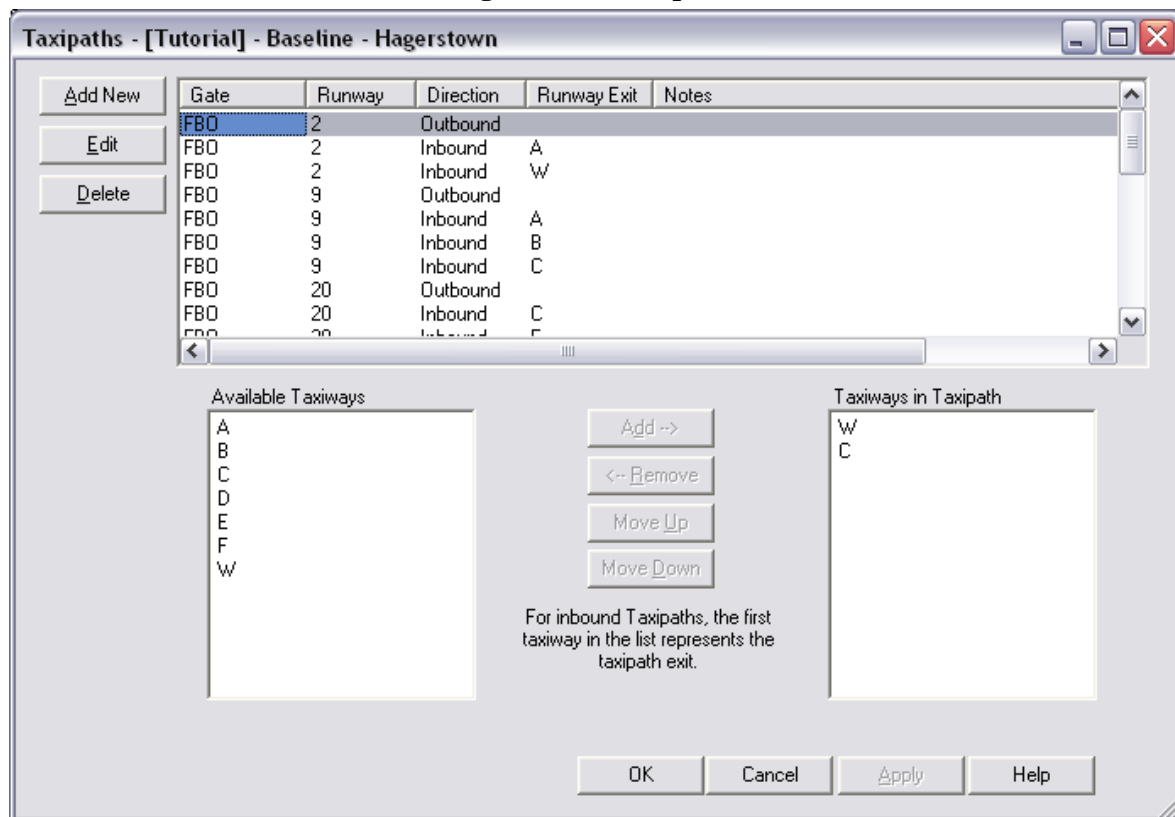 Taxipaths - [Tutorial] - Baseline - Hagerstown
Add New
Edit
Delete
Gate Runway Direction Runway Exit Notes
FBO 2 Outbound
FBO 2 Inbound A
FBO 2 Inbound W
FBO 9 Outbound
FBO 9 Inbound A
FBO 9 Inbound B
FBO 9 Inbound C
FBO 20 Outbound
FBO 20 Inbound C
Available Taxiways
A
B
C
D
E
F
W
Add -->
<-- Remove
Move Up
Move Down
For inbound Taxipaths, the first
taxiway in the list represents the
taxipath exit.
Taxiways in Taxipath
W
C
OK Cancel Apply Help